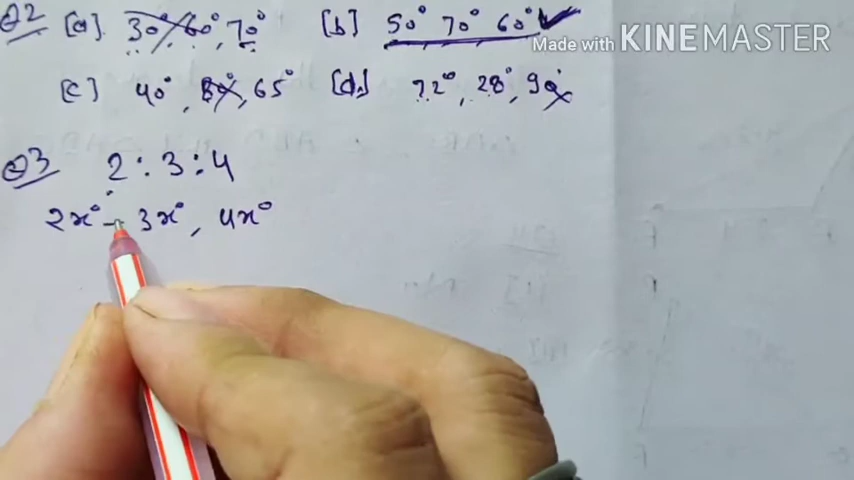 Q2 [a] 30°, 60°, 70° [b] 50° 70° 60° ✓
Made with KINEMASTER
[c] 40°, 80°, 65° [d] 72°, 28°, 90°
Q3 2 : 3 : 4
2x° - 3x°, 4x°